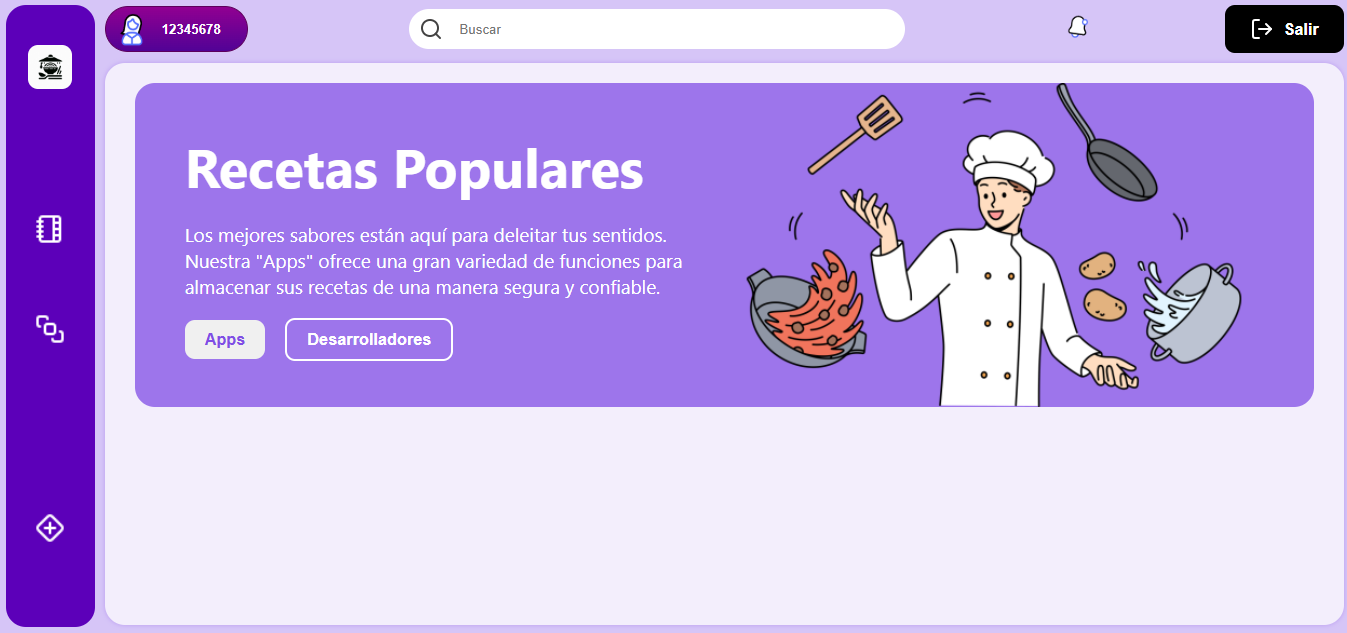 12345678
Buscar
Salir
Recetas Populares
Los mejores sabores están aquí para deleitar tus sentidos.
Nuestra "Apps" ofrece una gran variedad de funciones para
almacenar sus recetas de una manera segura y confiable.
Apps
Desarrolladores